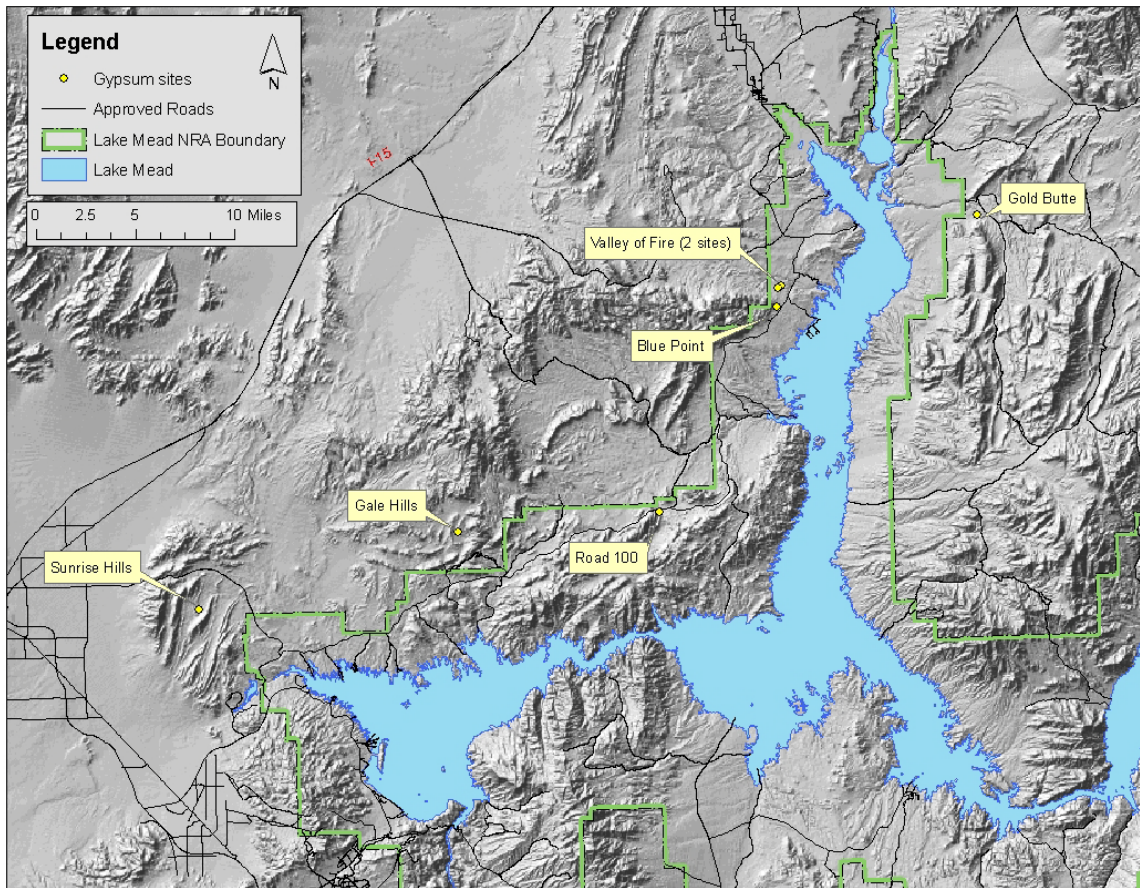 Legend
N
Gypsum sites
Approved Roads
Lake Mead NRA Boundary
Lake Mead
0 2.5 5 10 Miles
I-15
Gold Butte
Valley of Fire (2 sites)
Blue Point
Gale Hills
Road 100
Sunrise Hills